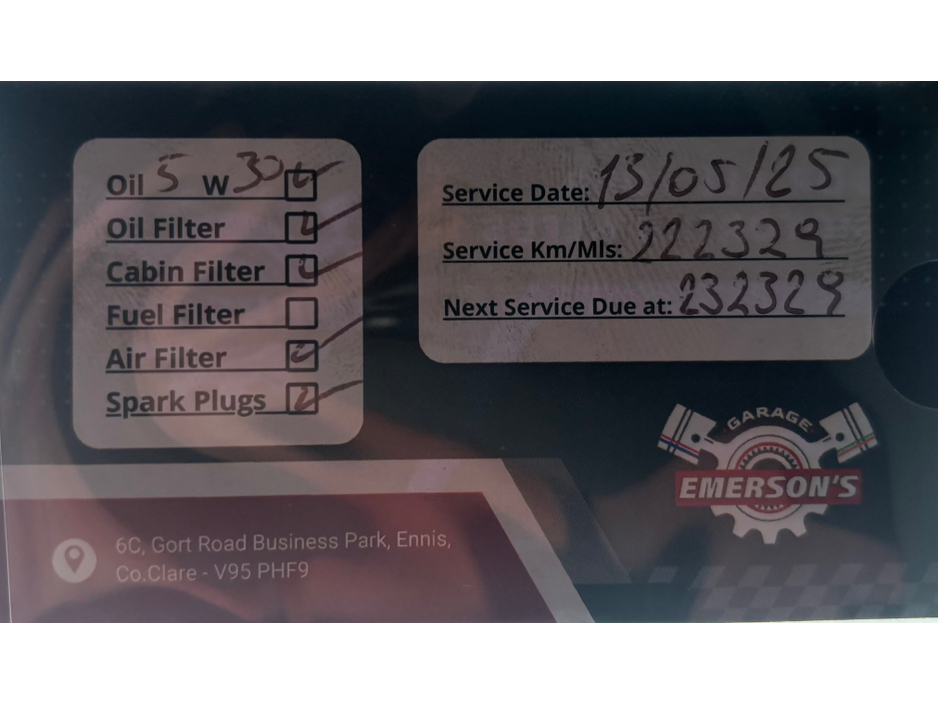 Oil 5 W 30
Oil Filter
Cabin Filter
Fuel Filter
Air Filter
Spark Plugs
Service Date: 13/05/25
Service Km/Mls: 222329
Next Service Due at: 232329
GARAGE
EMERSON'S
6C, Gort Road Business Park, Ennis,
Co.Clare - V95 PHF9